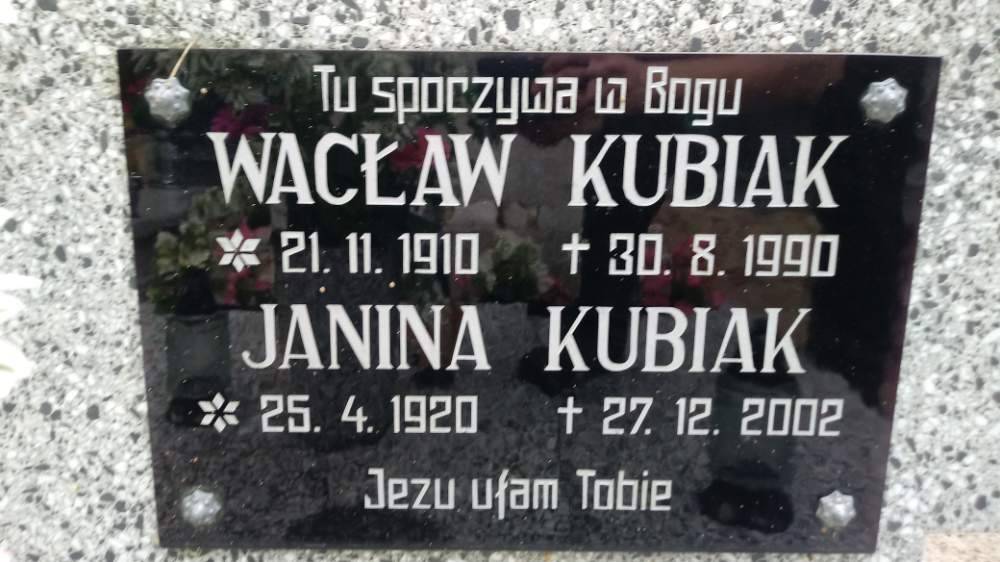 Tu spoczywa w Bogu
WACŁAW KUBIAK
* 21. 11. 1910 † 30. 8. 1990
JANINA KUBIAK
* 25. 4. 1920 † 27. 12. 2002
Jezu ufam Tobie